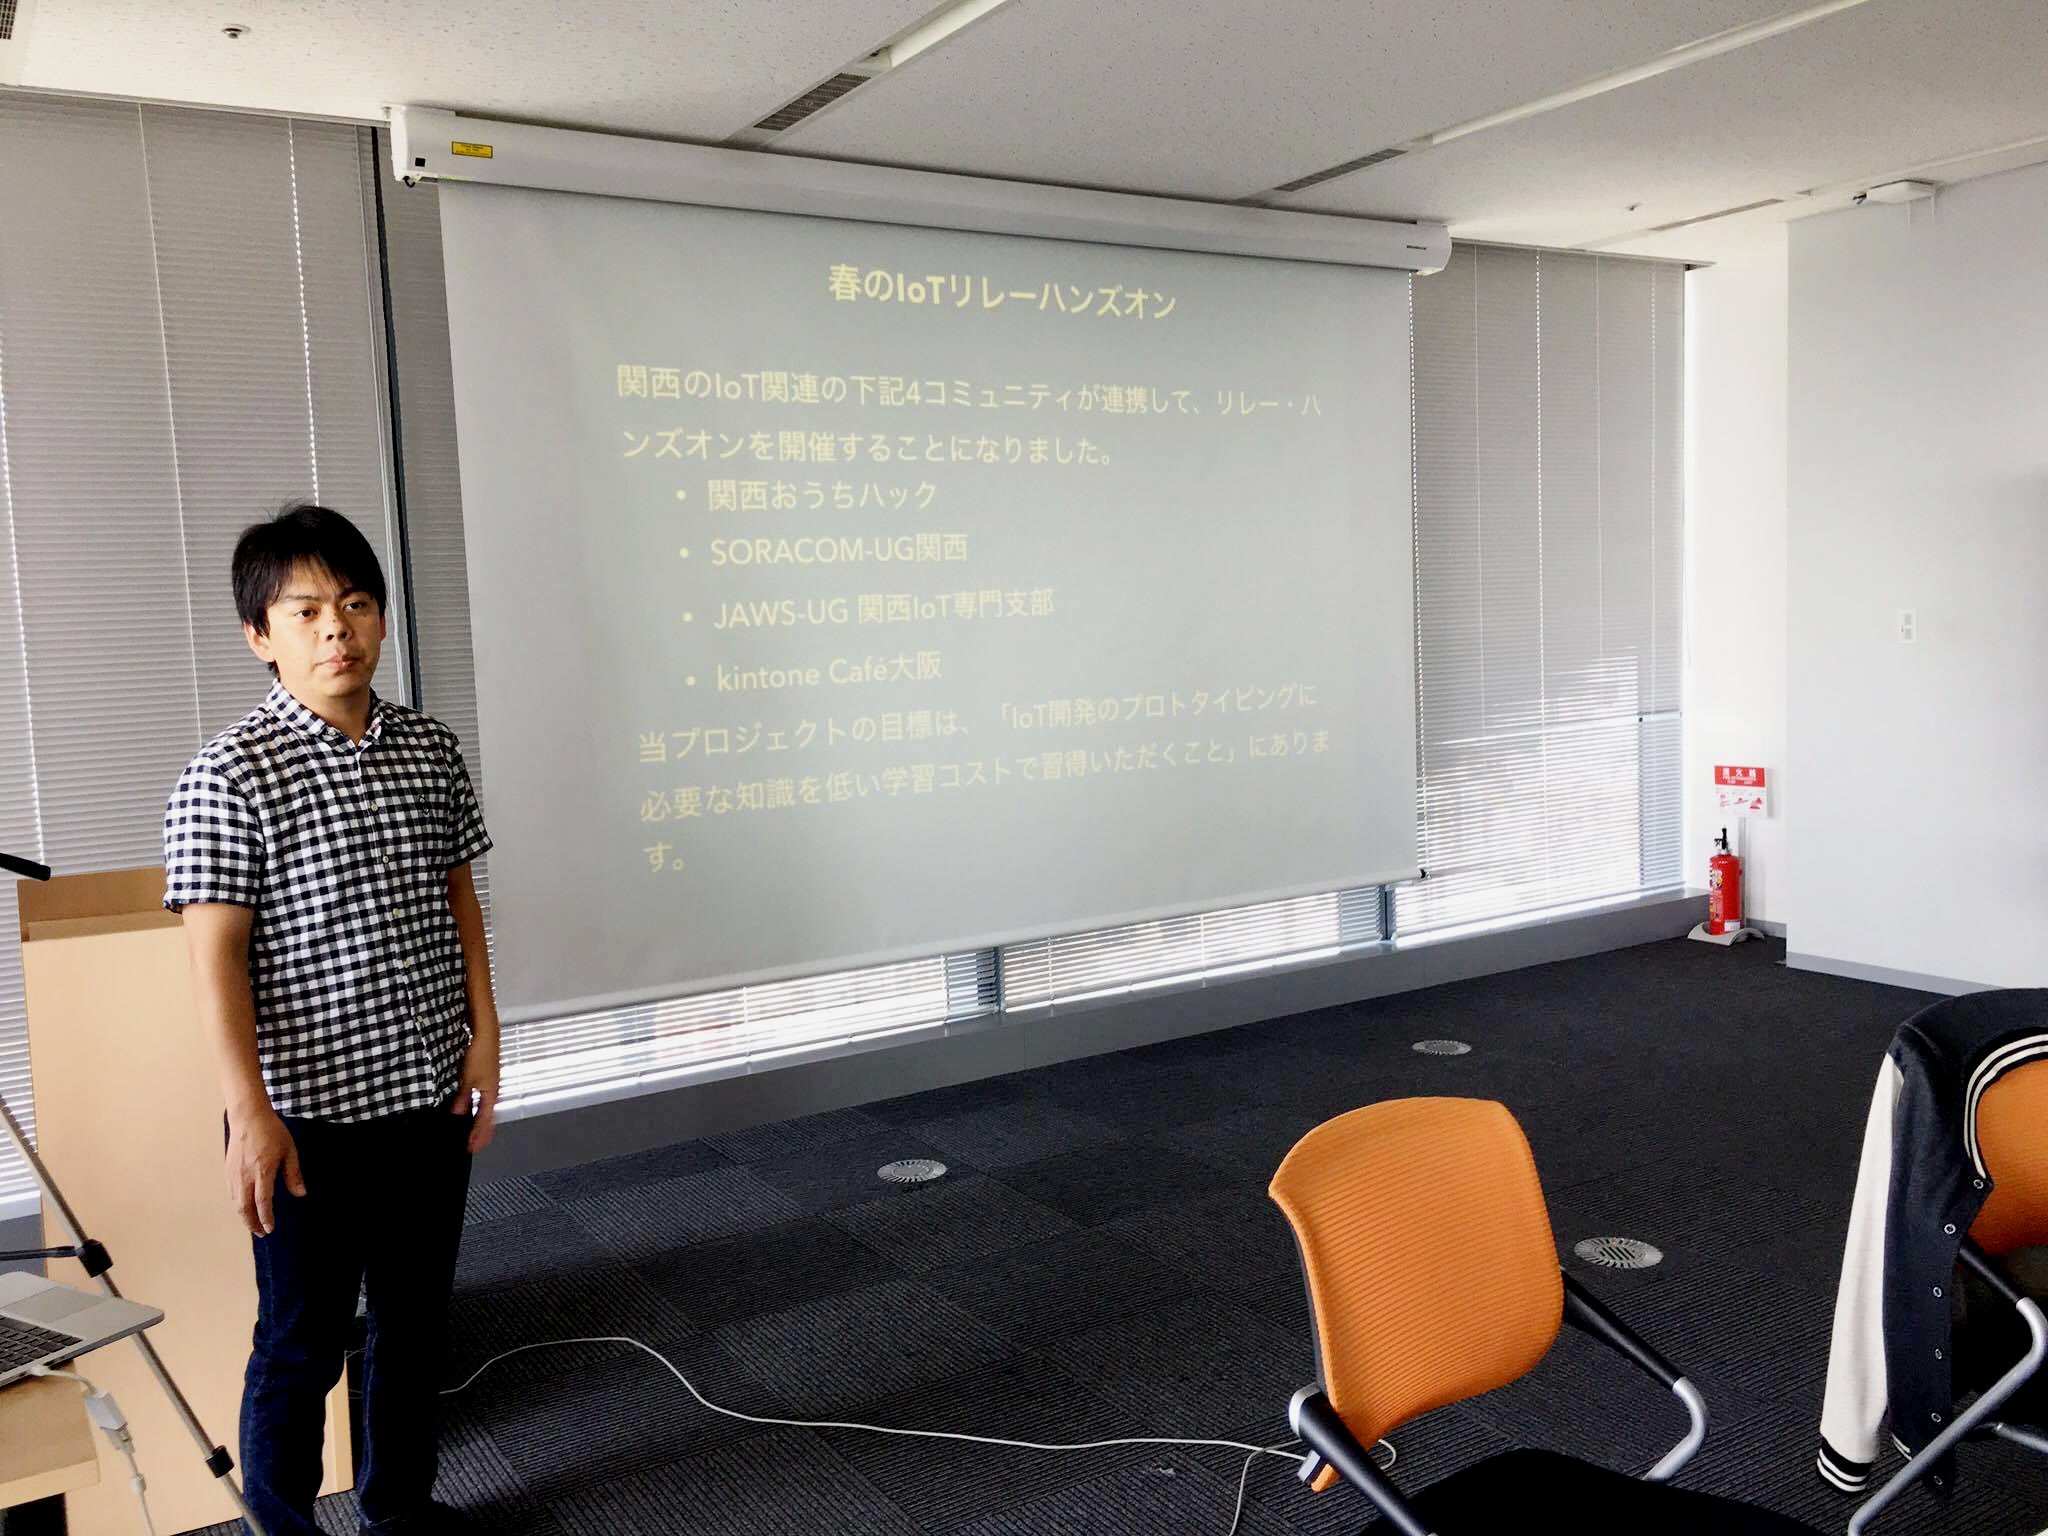 春のIoTリレーハンズオン
関西のIoT関連の下記4コミュニティが連携して、リレー・ハ
ンズオンを開催することになりました。
• 関西おうちハック
• SORACOM-UG関西
• JAWS-UG 関西IoT専門支部
• kintone Café大阪
当プロジェクトの目標は、「IoT開発のプロトタイピングに
必要な知識を低い学習コストで習得いただくこと」にありま
す。
消火器